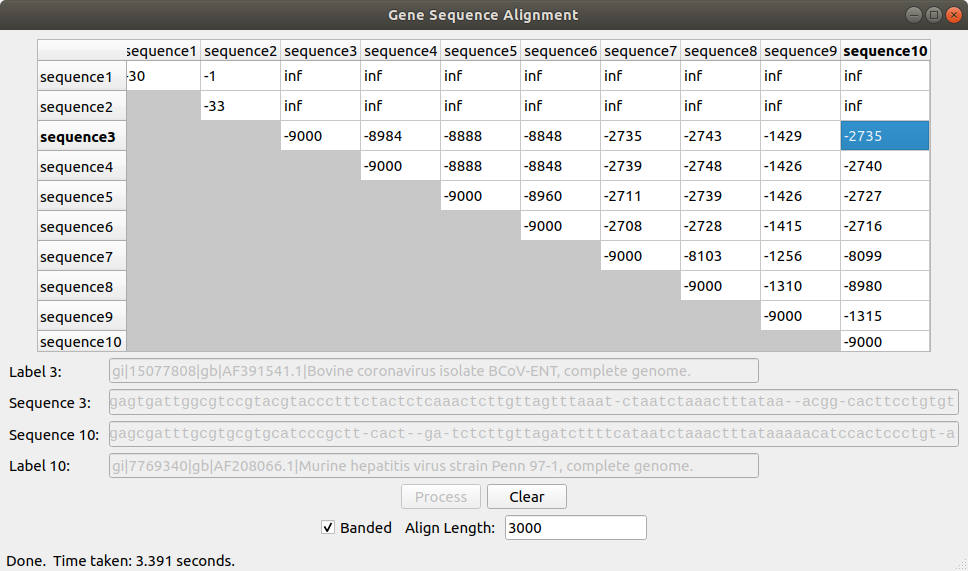 Gene Sequence Alignment
sequence1 sequence2 sequence3 sequence4 sequence5 sequence6 sequence7 sequence8 sequence9 sequence10
sequence1 -30 -1 inf inf inf inf inf inf inf inf
sequence2 -33 inf inf inf inf inf inf inf inf
sequence3 -9000 -8984 -8888 -8848 -2735 -2743 -1429 -2735
sequence4 -9000 -8888 -8848 -2739 -2748 -1426 -2740
sequence5 -9000 -8960 -2711 -2739 -1426 -2727
sequence6 -9000 -2708 -2728 -1415 -2716
sequence7 -9000 -8103 -1256 -8099
sequence8 -9000 -1310 -8980
sequence9 -9000 -1315
sequence10 -9000
Label 3: gi|15077808|gb|AF391541.1|Bovine coronavirus isolate BCoV-ENT, complete genome.
Sequence 3: gagtgattggcgtccgtacgtaccctttctactctcaaactcttgttagtttaaat-ctaatctaaactttataa--acgg-cacttcctgtgt
Sequence 10: gagcgatttgcgtgcgtgcatcccgctt-cact--ga-tctcttgttagatcttttcataatctaaactttataaaaacatccactccctgt-a
Label 10: gi|7769340|gb|AF208066.1|Murine hepatitis virus strain Penn 97-1, complete genome.
Process Clear
Banded Align Length: 3000
Done. Time taken: 3.391 seconds.